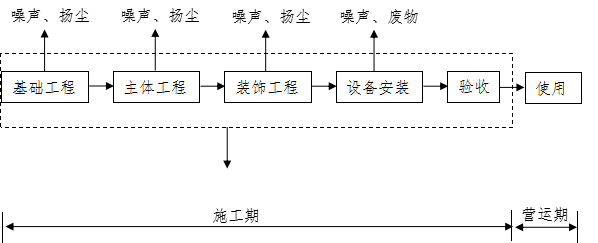 噪声、扬尘 噪声、扬尘 噪声、扬尘 噪声、废物
基础工程 主体工程 装饰工程 设备安装 验收 使用
施工期 营运期